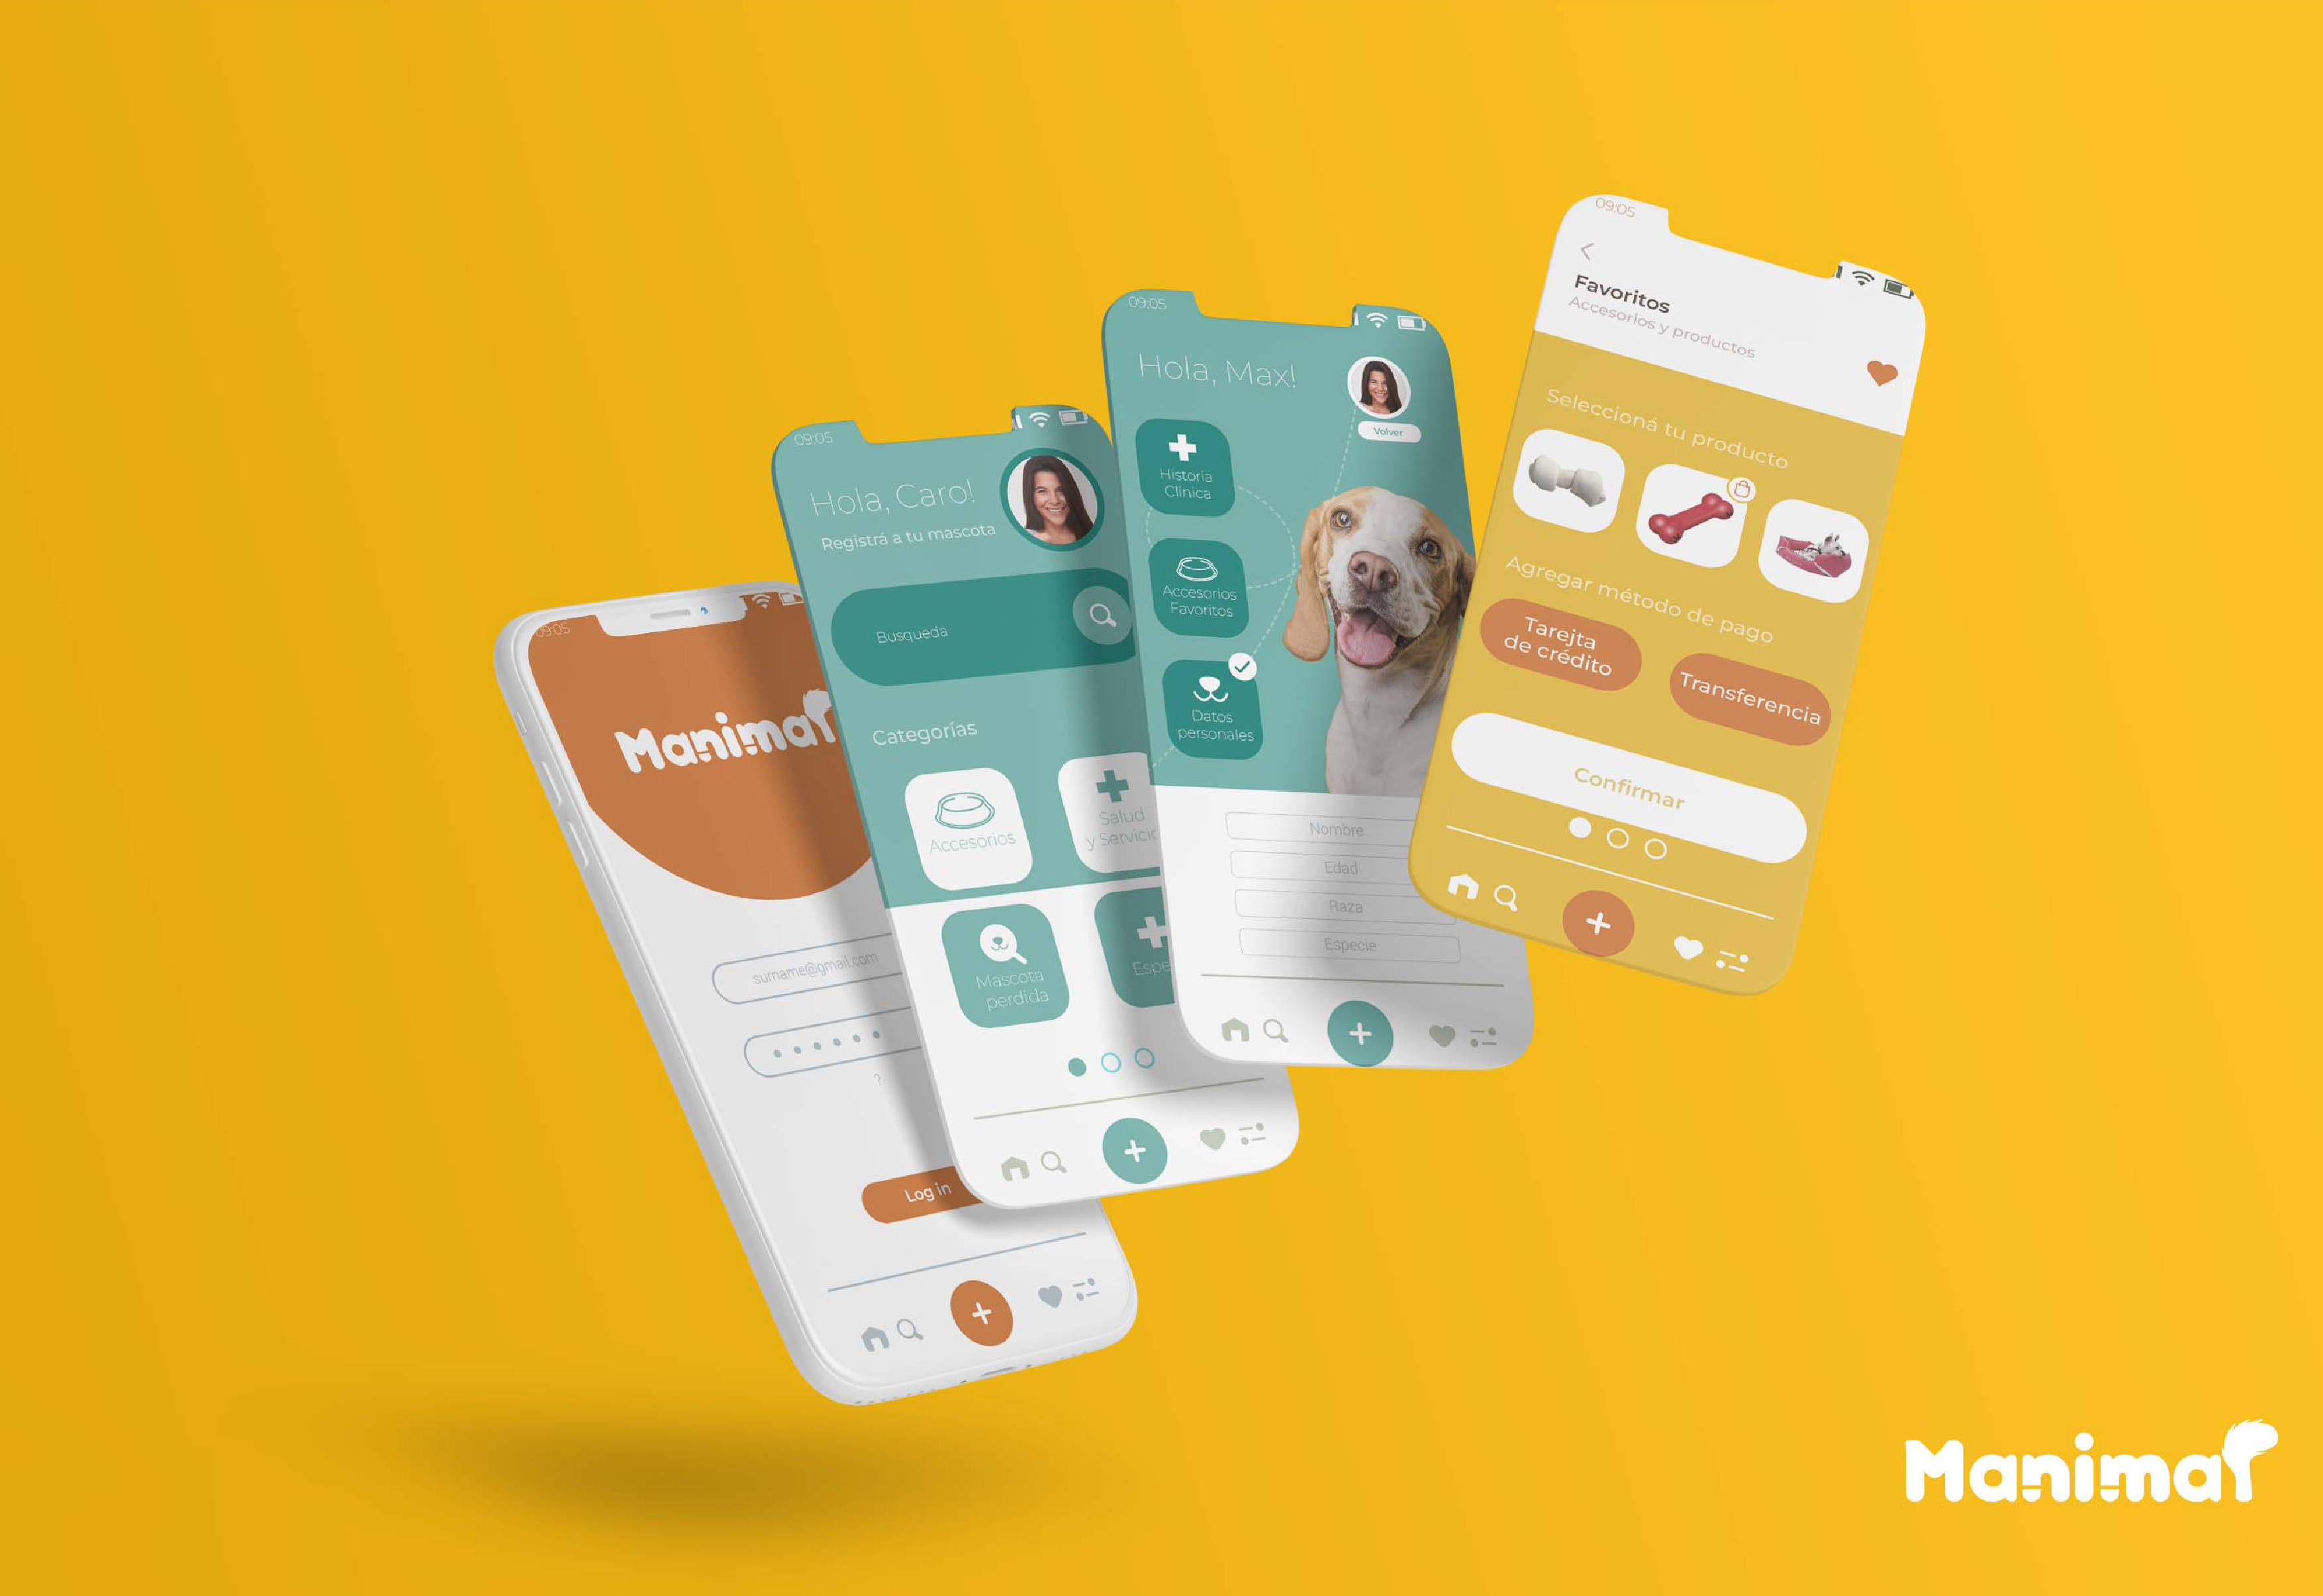 09:05
Manimal
surname@gmail.com
?
Log in
09:05
Hola, Caro!
Registrá a tu mascota
Busqueda
Categorías
Accesorios
Salud
y Servicio
Mascota
perdida
Espe
09:05
Hola, Max!
Volver
Historia
Clinica
Accesorios
Favoritos
Datos
personales
Nombre
Edad
Raza
Especie
09:05
Favoritos
Accesorios y productos
Seleccioná tu producto
Agregar método de pago
Tarejta
de crédito
Transferencia
Confirmar
Manimal